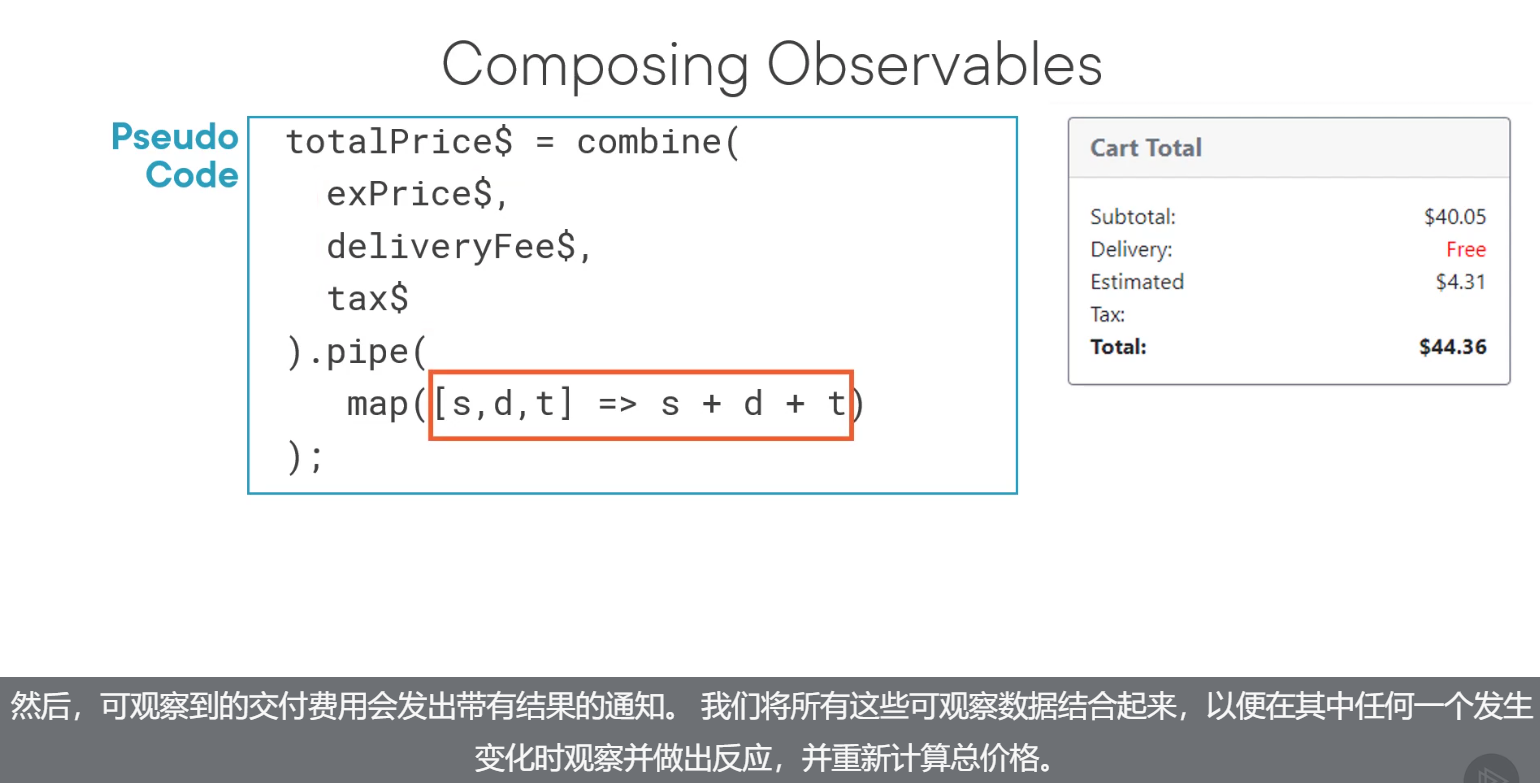 Composing Observables
Pseudo
Code
totalPrice$ = combine(
exPrice$,
deliveryFee$,
tax$
).pipe(
map([s,d,t] => s + d + t)
);
Cart Total
Subtotal: $40.05
Delivery: Free
Estimated $4.31
Tax:
Total: $44.36
然后，可观察到的交付费用会发出带有结果的通知。 我们将所有这些可观察数据结合起来，以便在其中任何一个发生
变化时观察并做出反应，并重新计算总价格。